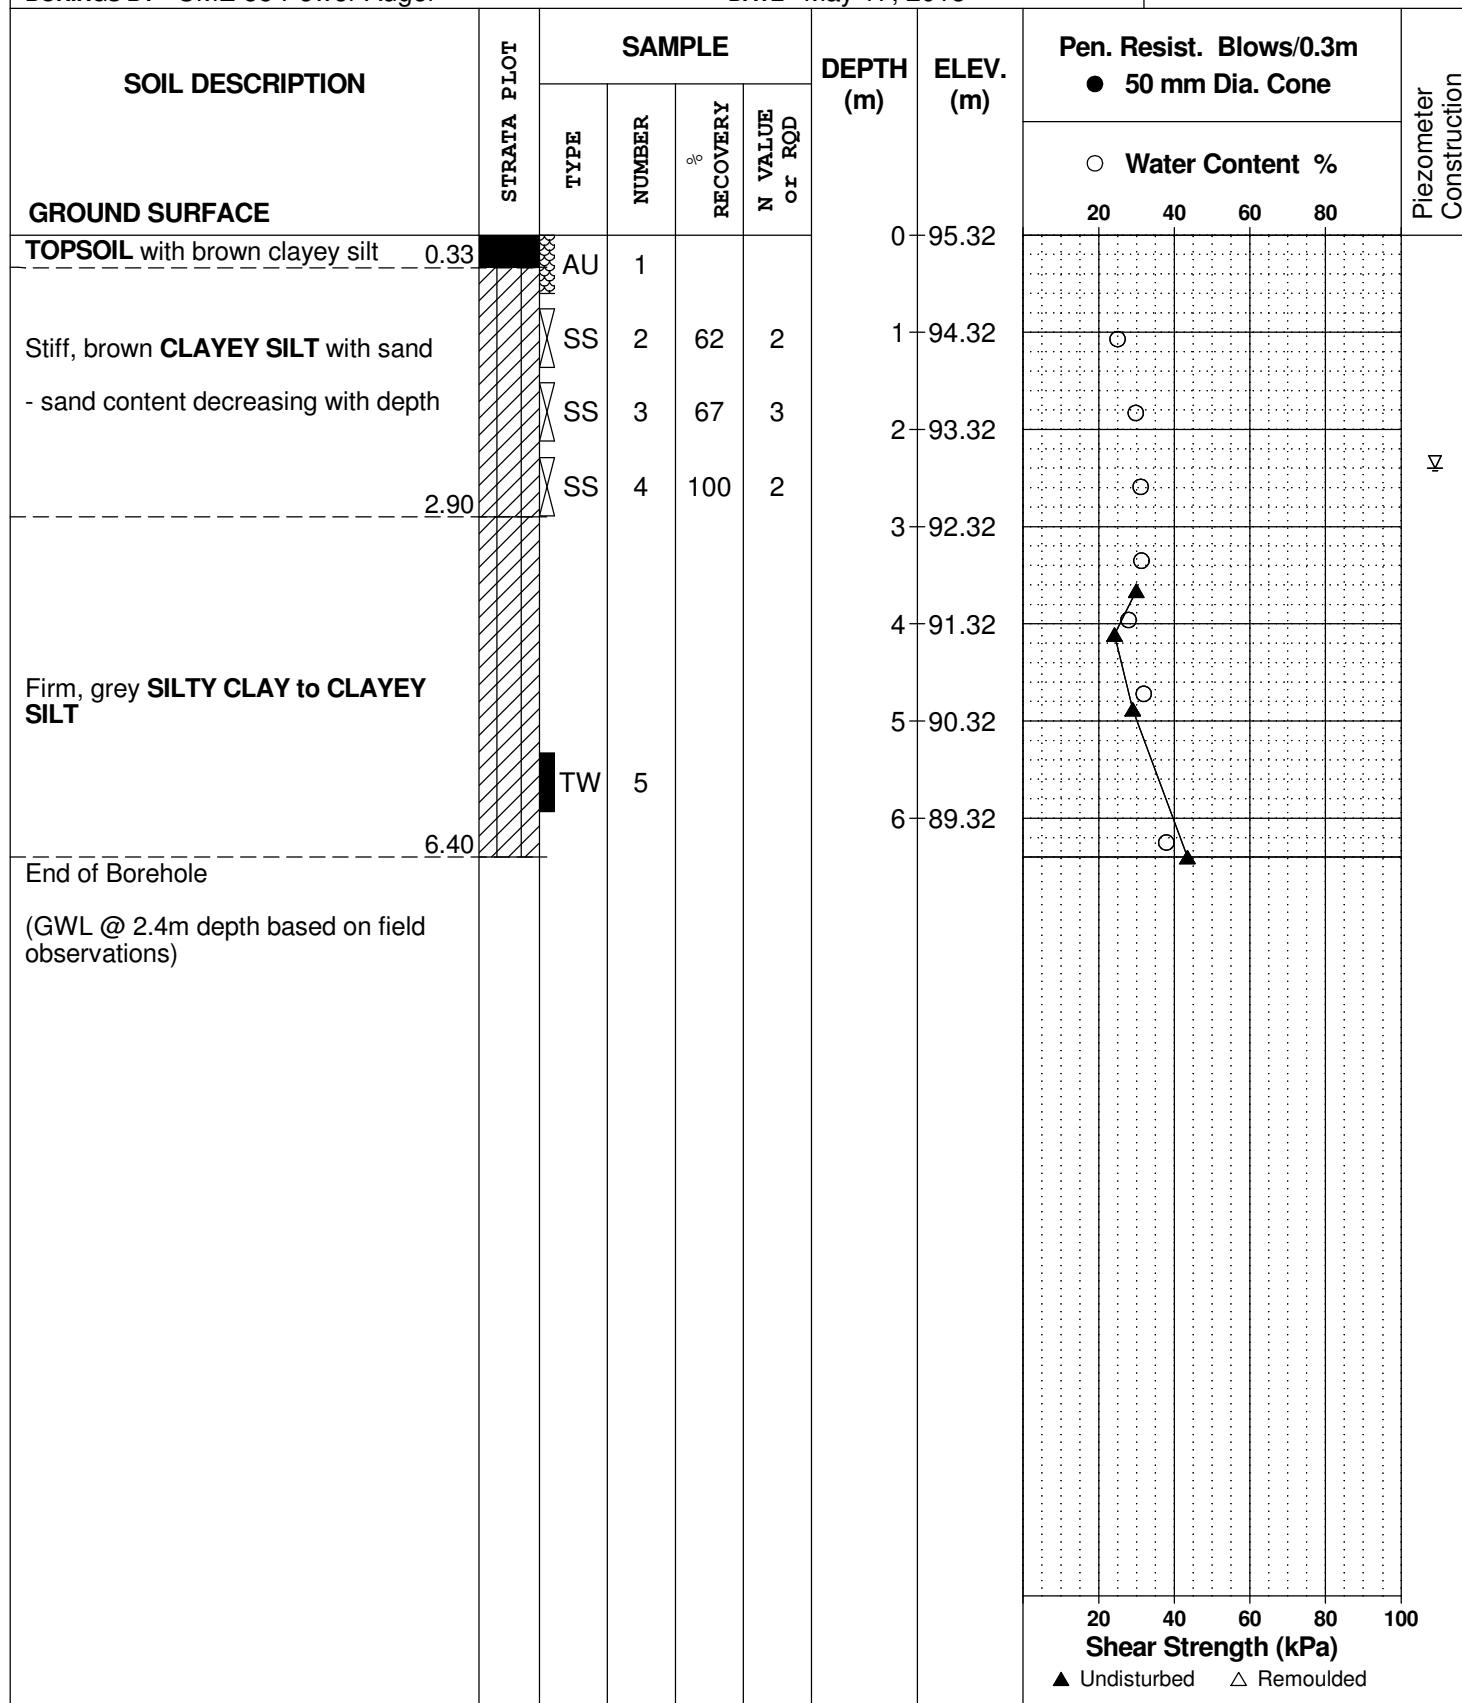 SOIL DESCRIPTION
GROUND SURFACE
STRATA PLOT
SAMPLE
TYPE
NUMBER
% RECOVERY
N VALUE or RQD
DEPTH (m)
ELEV. (m)
Pen. Resist. Blows/0.3m
● 50 mm Dia. Cone
○ Water Content %
20 40 60 80
Piezometer Construction
TOPSOIL with brown clayey silt 0.33
AU 1
0 95.32
Stiff, brown CLAYEY SILT with sand
- sand content decreasing with depth
2.90
SS 2 62 2
1 94.32
SS 3 67 3
2 93.32
SS 4 100 2
3 92.32
4 91.32
Firm, grey SILTY CLAY to CLAYEY
SILT
5 90.32
TW 5
6 89.32
6.40
End of Borehole
(GWL @ 2.4m depth based on field
observations)
20 40 60 80 100
Shear Strength (kPa)
▲ Undisturbed △ Remoulded